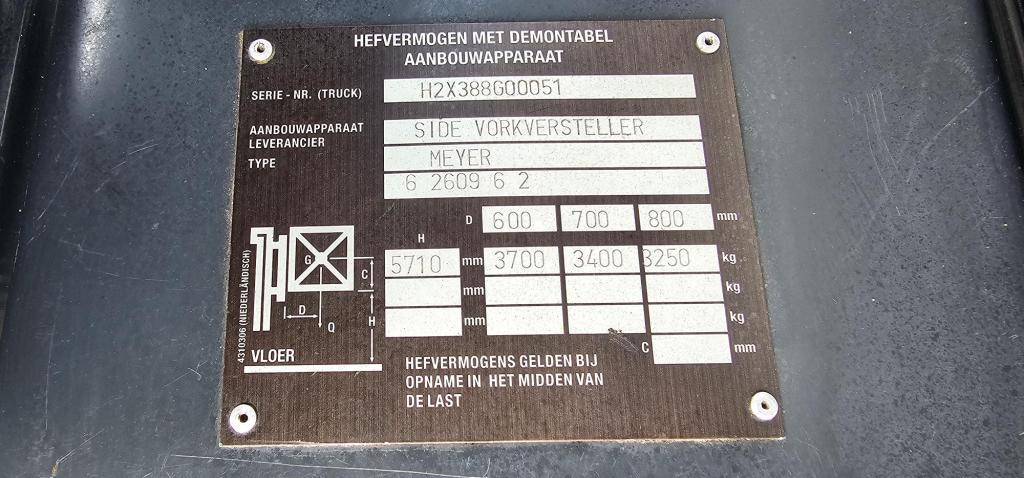 HEFVERMOGEN MET DEMONTABEL
AANBOUWAPPARAAT
SERIE - NR. (TRUCK) H2X388G00051
AANBOUWAPPARAAT SIDE VORKVERSTELLER
LEVERANCIER MEYER
TYPE 6 2609 6 2
D 600 700 800 mm
H
5710 mm 3700 3400 3250 kg
mm kg
mm kg
C mm
G
C
D
Q
H
VLOER
4310306 (NIEDERLÄNDISCH)
HEFVERMOGENS GELDEN BIJ
OPNAME IN HET MIDDEN VAN
DE LAST